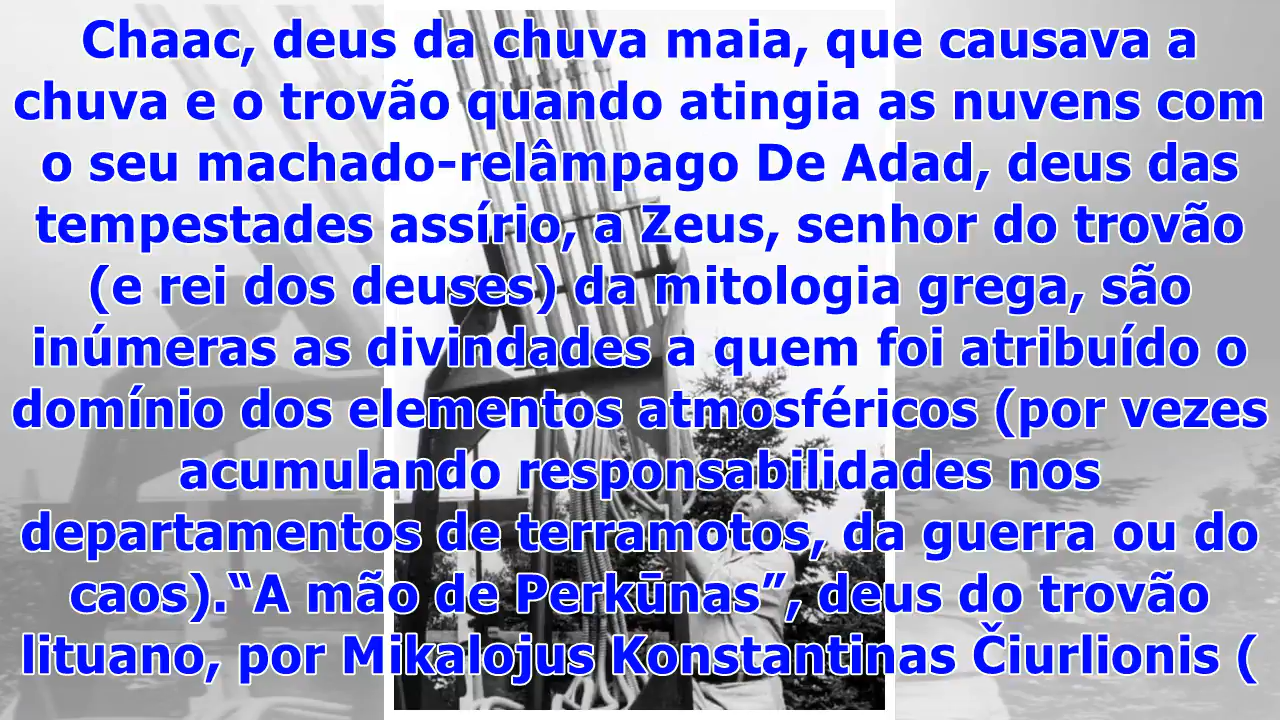 Chaac, deus da chuva maia, que causava a
chuva e o trovão quando atingia as nuvens com
o seu machado-relâmpago De Adad, deus das
tempestades assírio, a Zeus, senhor do trovão
(e rei dos deuses) da mitologia grega, são
inúmeras as divindades a quem foi atribuído o
domínio dos elementos atmosféricos (por vezes
acumulando responsabilidades nos
departamentos de terramotos, da guerra ou do
caos).“A mão de Perkūnas”, deus do trovão
lituano, por Mikalojus Konstantinas Čiurlionis (